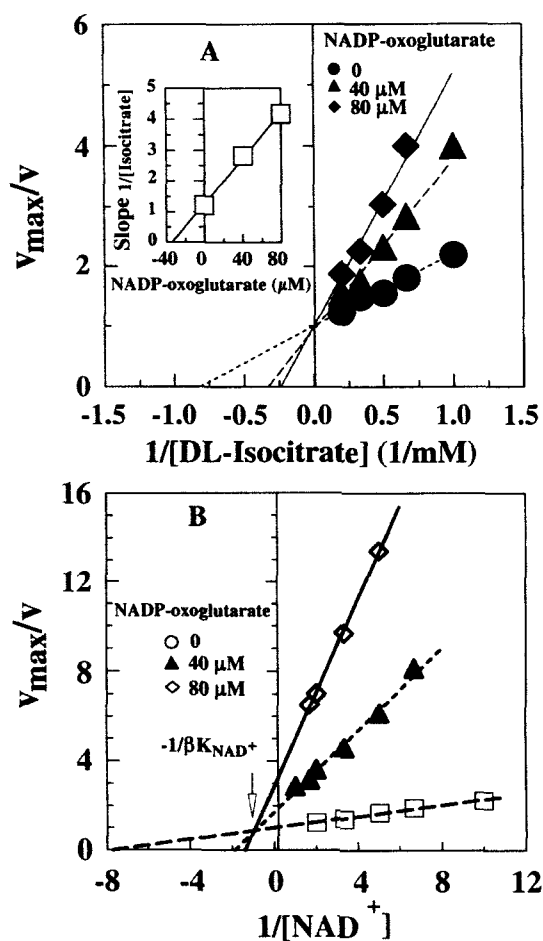 A
NADP-oxoglutarate
0
40 µM
80 µM
Slope 1/[Isocitrate]
5
4
3
2
1
0
-40 0 40 80
NADP-oxoglutarate (µM)
Vmax/v
6
4
2
0
-1.5 -1.0 -0.5 0.0 0.5 1.0 1.5
1/[DL-Isocitrate] (1/mM)
B
NADP-oxoglutarate
0
40 µM
80 µM
-1/βKNAD+
Vmax/v
16
12
8
4
0
-8 -4 0 4 8 12
1/[NAD+]